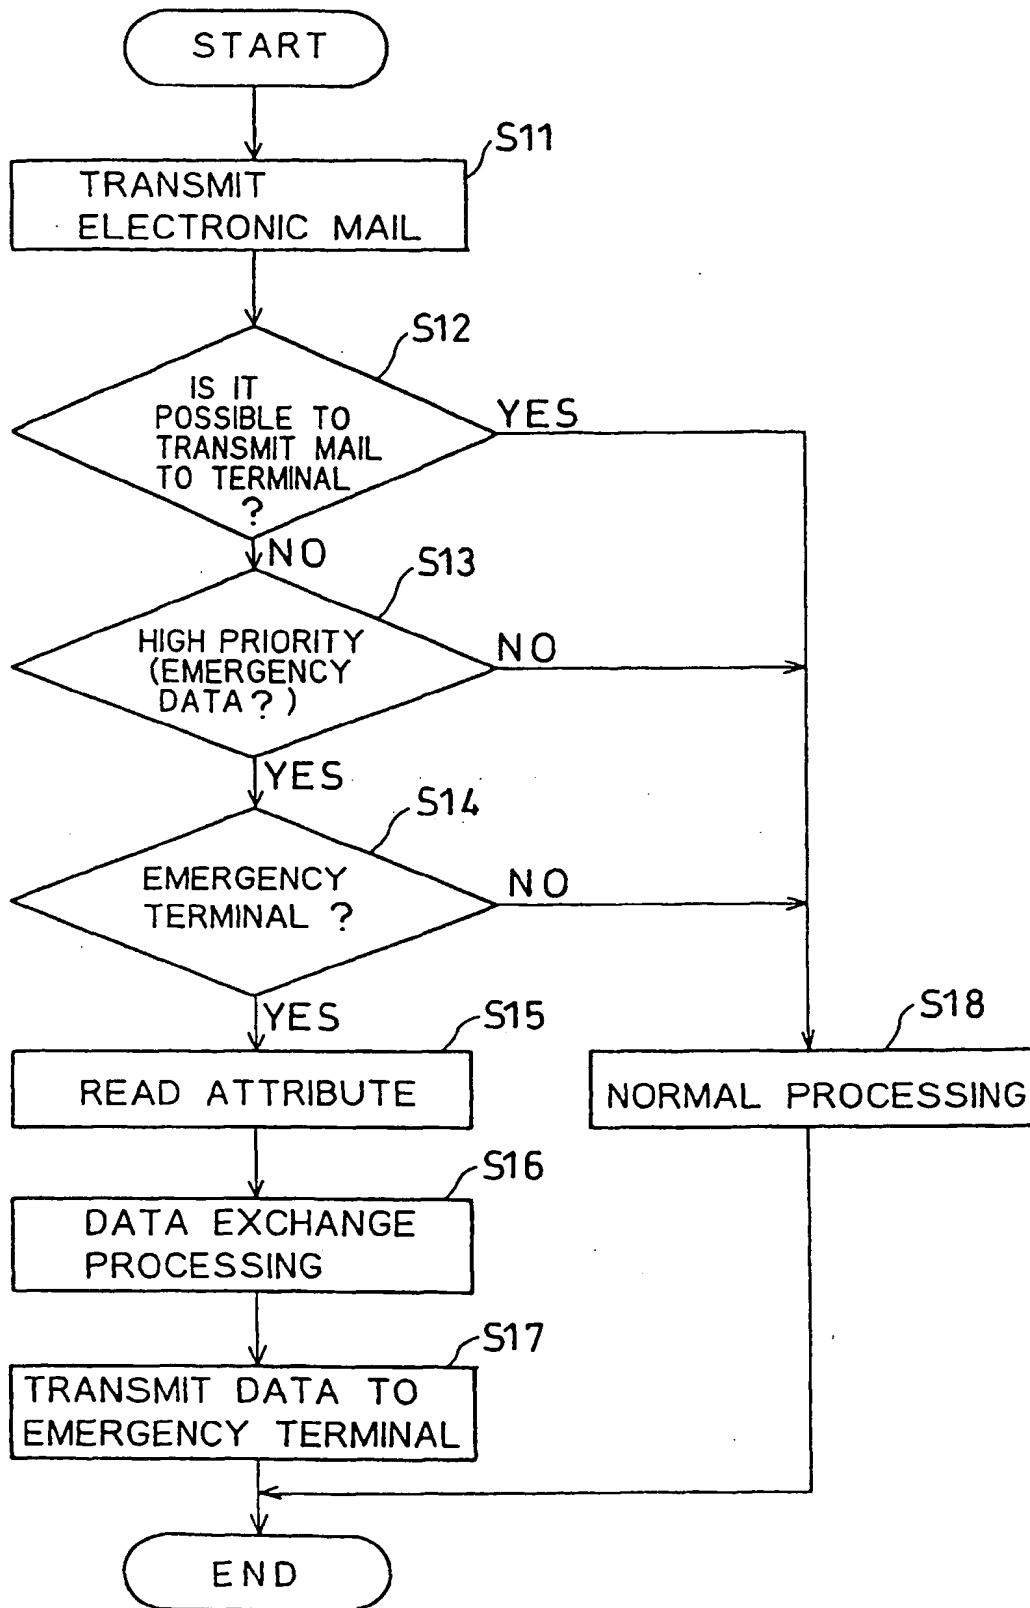 START
S11
TRANSMIT
ELECTRONIC MAIL
S12
IS IT
POSSIBLE TO
TRANSMIT MAIL
TO TERMINAL
?
YES
NO
S13
HIGH PRIORITY
(EMERGENCY
DATA?)
NO
YES
S14
EMERGENCY
TERMINAL ?
NO
YES
S15
READ ATTRIBUTE
S18
NORMAL PROCESSING
S16
DATA EXCHANGE
PROCESSING
S17
TRANSMIT DATA TO
EMERGENCY TERMINAL
END